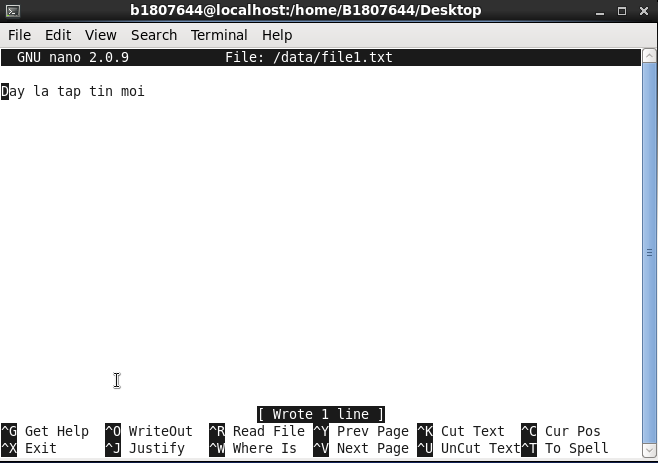 b1807644@localhost:/home/B1807644/Desktop
File Edit View Search Terminal Help
GNU nano 2.0.9 File: /data/file1.txt
Day la tap tin moi
[ Wrote 1 line ]
^G Get Help ^O WriteOut ^R Read File ^Y Prev Page ^K Cut Text ^C Cur Pos
^X Exit ^J Justify ^W Where Is ^V Next Page ^U UnCut Text ^T To Spell